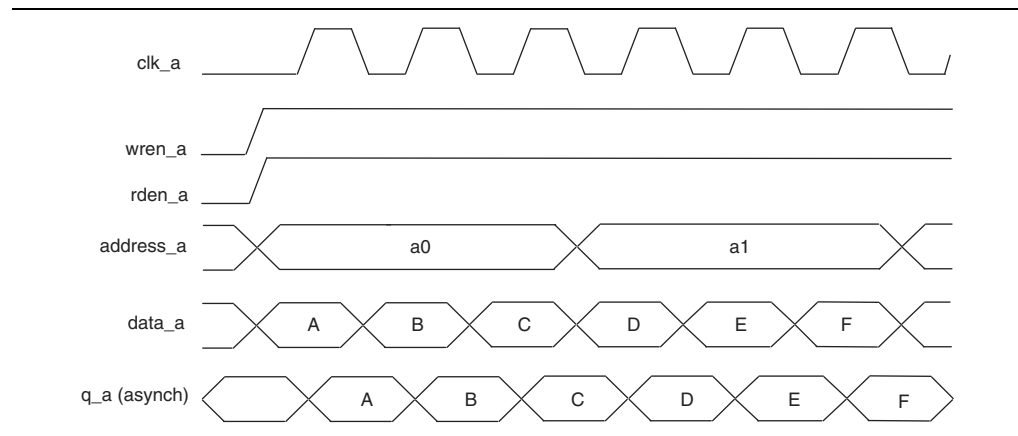 clk_a
wren_a
rden_a
address_a a0 a1
data_a A B C D E F
q_a (asynch) A B C D E F